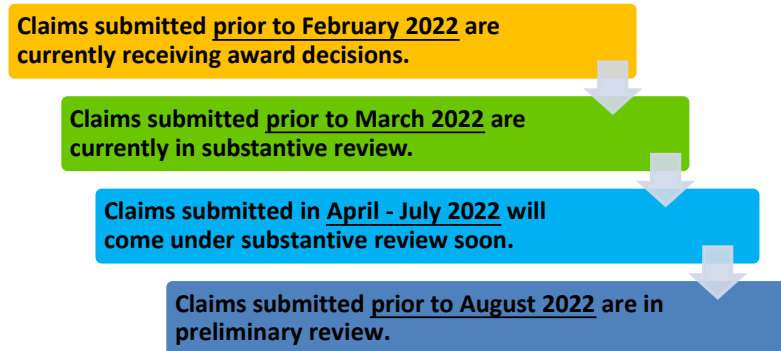 Claims submitted prior to February 2022 are
currently receiving award decisions.
Claims submitted prior to March 2022 are
currently in substantive review.
Claims submitted in April - July 2022 will
come under substantive review soon.
Claims submitted prior to August 2022 are in
preliminary review.